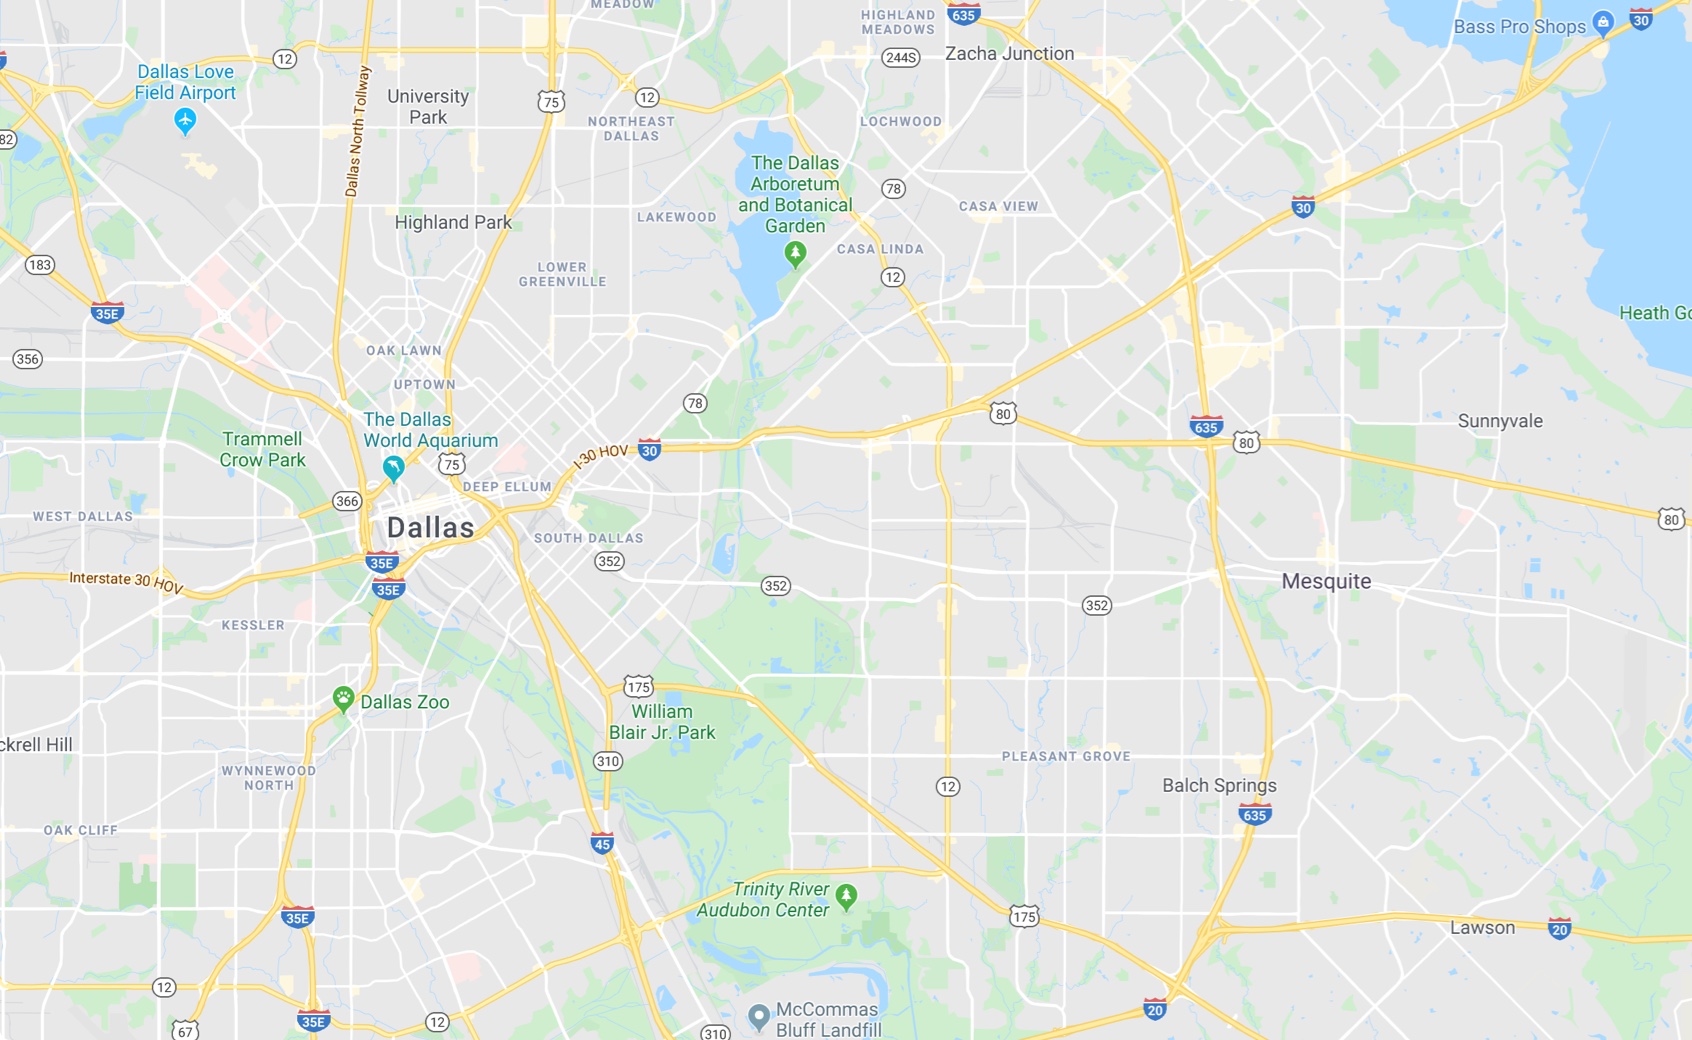 MEADOW
HIGHLAND
MEADOWS
635
30
Bass Pro Shops
12
244S
Zacha Junction
Dallas Love
Field Airport
Dallas North Tollway
University
Park
75
12
NORTHEAST
DALLAS
LOCHWOOD
82
The Dallas
Arboretum
and Botanical
Garden
78
CASA VIEW
30
Highland Park
LAKEWOOD
CASA LINDA
183
LOWER
GREENVILLE
12
35E
Heath Go
356
OAK LAWN
UPTOWN
78
80
The Dallas
World Aquarium
635
80
Sunnyvale
Trammell
Crow Park
75
I-30 HOV
30
DEEP ELLUM
366
WEST DALLAS
Dallas
80
SOUTH DALLAS
352
35E
Interstate 30 HOV
35E
352
352
Mesquite
KESSLER
175
Dallas Zoo
William
Blair Jr. Park
ckrell Hill
310
PLEASANT GROVE
WYNNEWOOD
NORTH
12
Balch Springs
635
OAK CLIFF
45
Trinity River
Audubon Center
35E
175
Lawson
20
12
67
35E
12
310
McCommas
Bluff Landfill
20